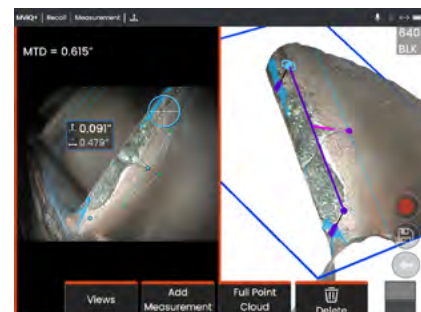 MViQ+ | Recall | Measurement |
640
BLK
MTD = 0.615"
0.091"
0.479"
Views
Add
Measurement
Full Point
Cloud
Delete